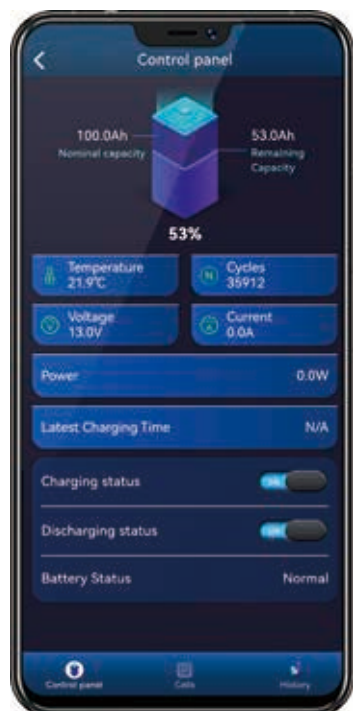 Control panel
100.0Ah
Nominal capacity
53.0Ah
Remaining
Capacity
53%
Temperature
21.9℃
Cycles
35912
Voltage
13.0V
Current
0.0A
Power
0.0W
Latest Charging Time
N/A
Charging status
Discharging status
Battery Status
Normal
Control panel
Cells
History